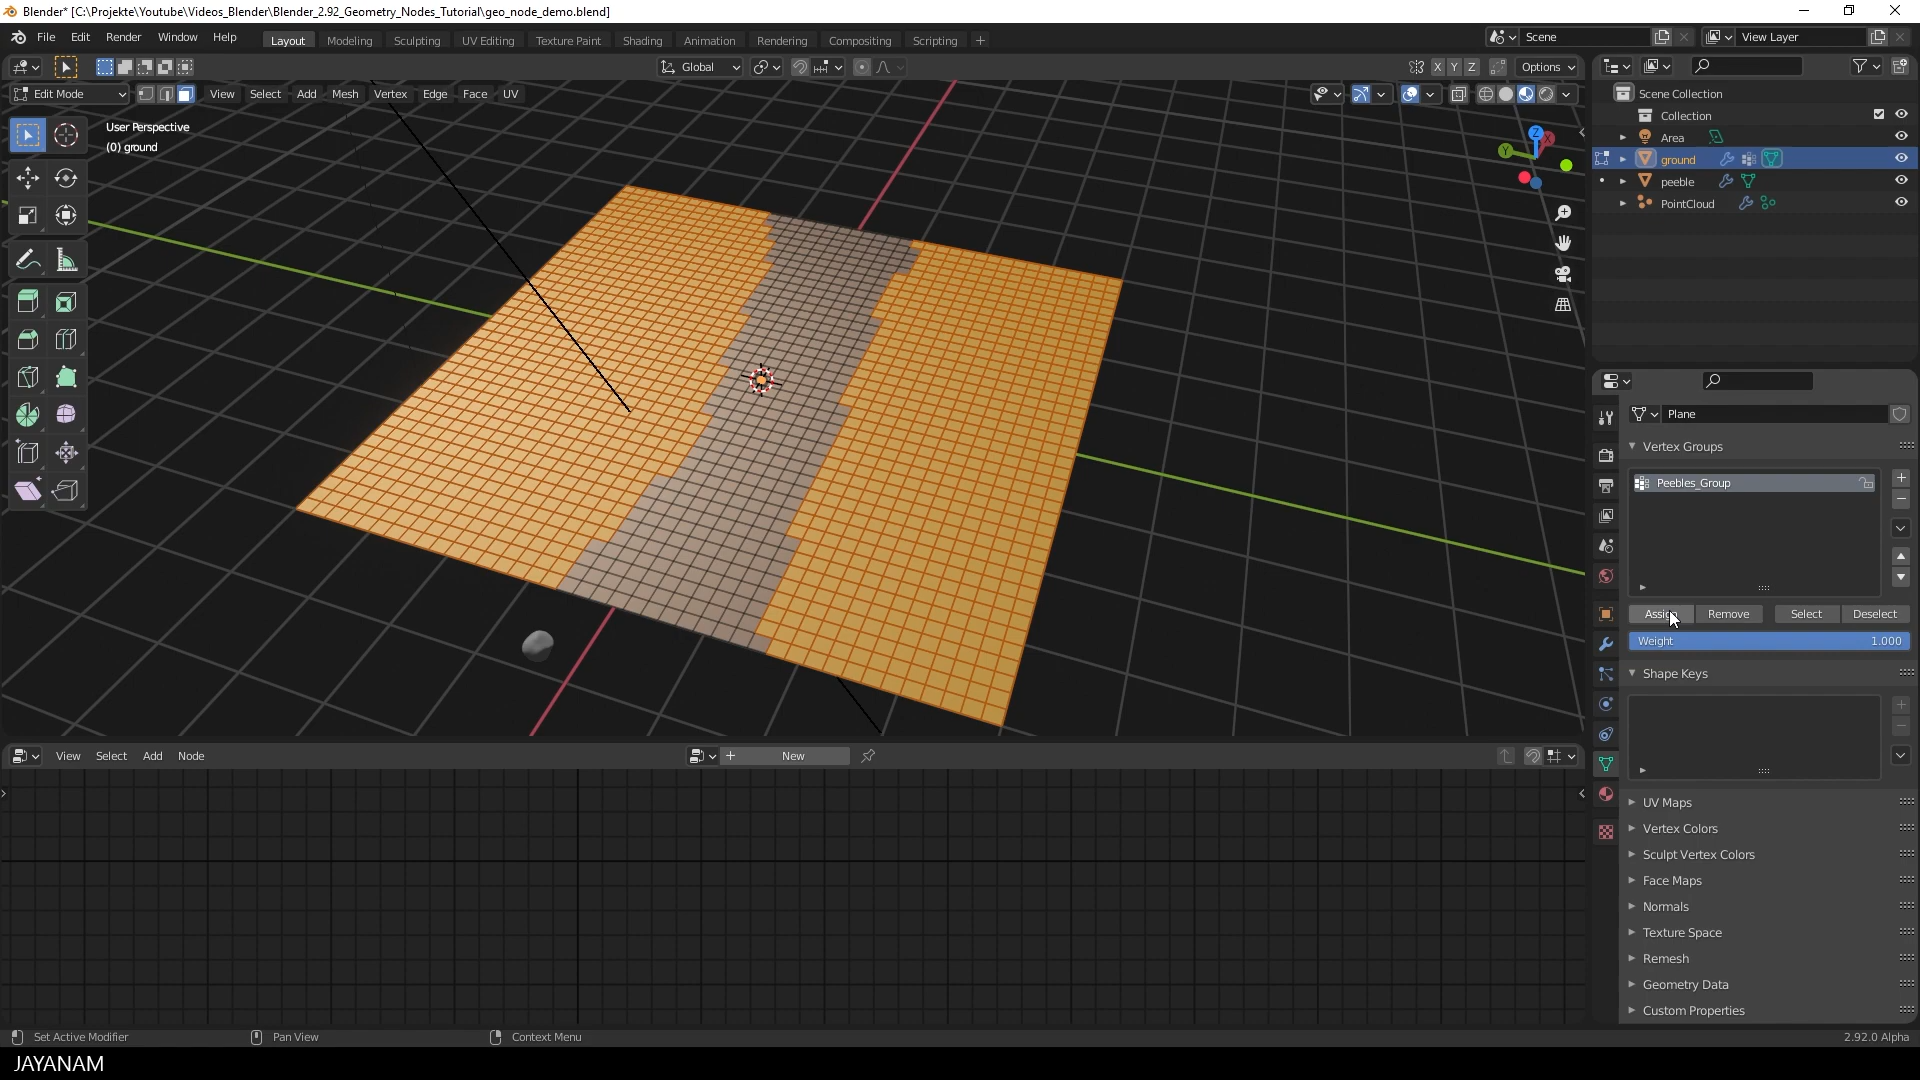 Blender* [C:\Projekte\Youtube\Videos_Blender\Blender_2.92_Geometry_Nodes_Tutorial\geo_node_demo.blend]
File Edit Render Window Help Layout Modeling Sculpting UV Editing Texture Paint Shading Animation Rendering Compositing Scripting + Scene View Layer
Global X Y Z Options
Edit Mode View Select Add Mesh Vertex Edge Face UV
User Perspective
(0) ground
Z X Y
Scene Collection
Collection
Area
ground
peeble
PointCloud
Plane
Vertex Groups
Peebles_Group
Remove Select Deselect
Weight 1.000
Shape Keys
View Select Add Node + New
UV Maps
Vertex Colors
Sculpt Vertex Colors
Face Maps
Normals
Texture Space
Remesh
Geometry Data
Custom Properties
Set Active Modifier Pan View Context Menu 2.92.0 Alpha
JAYANAM